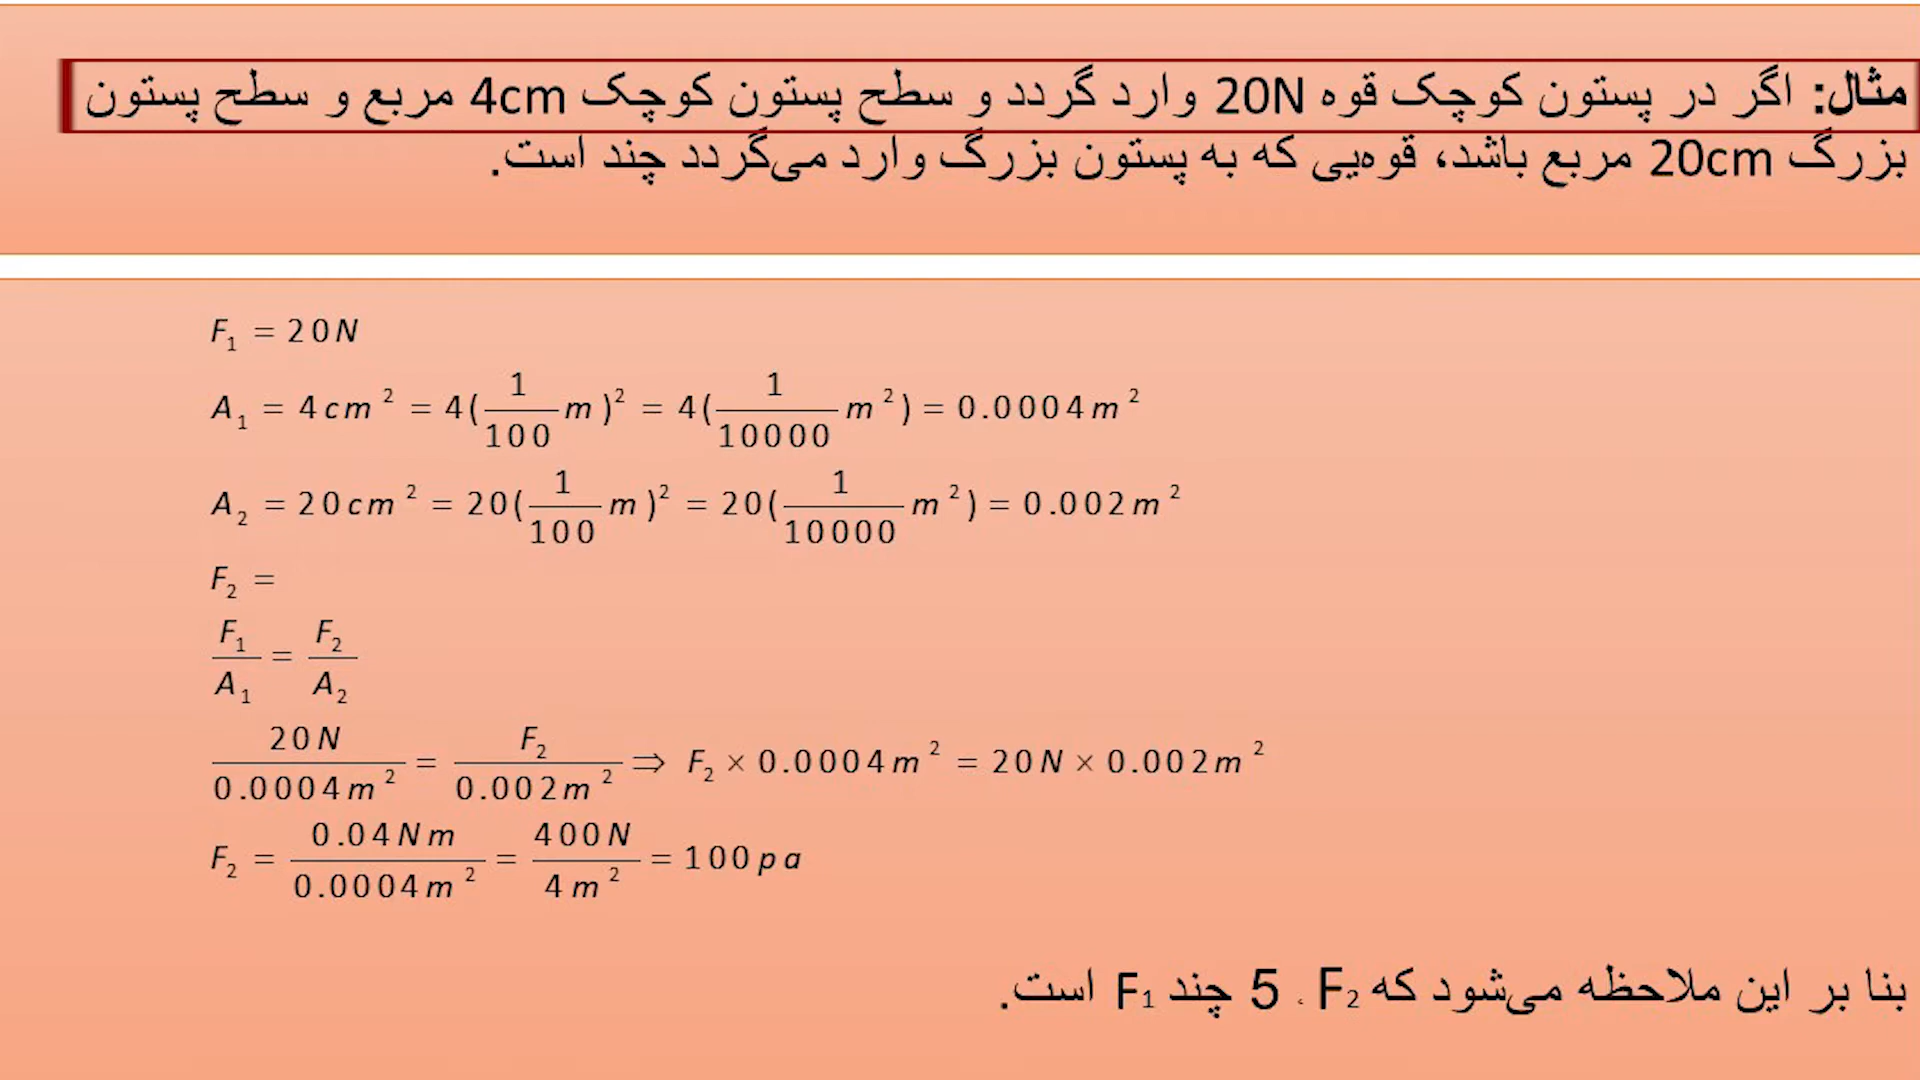 مثال: اگر در پستون کوچک قوه 20N وارد گردد و سطح پستون کوچک 4cm مربع و سطح پستون
بزرگ 20cm مربع باشد، قوه‌یی که به پستون بزرگ وارد می‌گردد چند است.
F₁ = 20N
A₁ = 4cm² = 4(1/100 m)² = 4(1/10000 m²) = 0.0004m²
A₂ = 20cm² = 20(1/100 m)² = 20(1/10000 m²) = 0.002m²
F₂ =
F₁/A₁ = F₂/A₂
20N/0.0004m² = F₂/0.002m² ⇒ F₂ × 0.0004m² = 20N × 0.002m²
F₂ = 0.04Nm/0.0004m² = 400N/4m² = 100pa
بنا بر این ملاحظه می‌شود که F₂ ، 5 چند F₁ است.